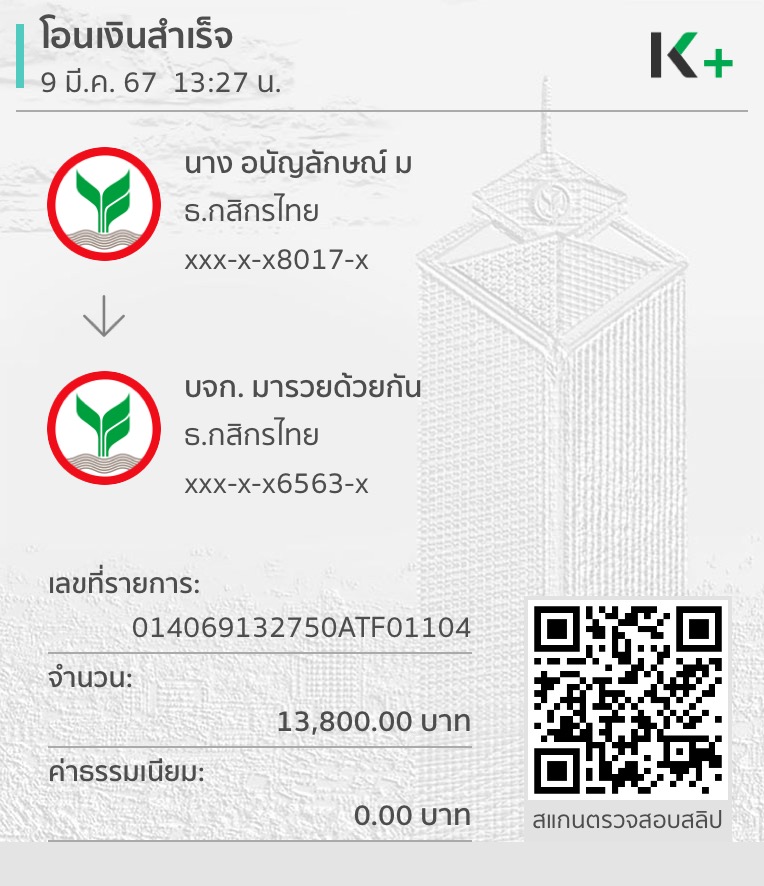 โอนเงินสำเร็จ
9 มี.ค. 67 13:27 น.
K+
นาง อนัญลักษณ์ ม
ธ.กสิกรไทย
xxx-x-x8017-x
บจก. มารวยด้วยกัน
ธ.กสิกรไทย
xxx-x-x6563-x
เลขที่รายการ:
014069132750ATF01104
จำนวน:
13,800.00 บาท
ค่าธรรมเนียม:
0.00 บาท
สแกนตรวจสอบสลิป